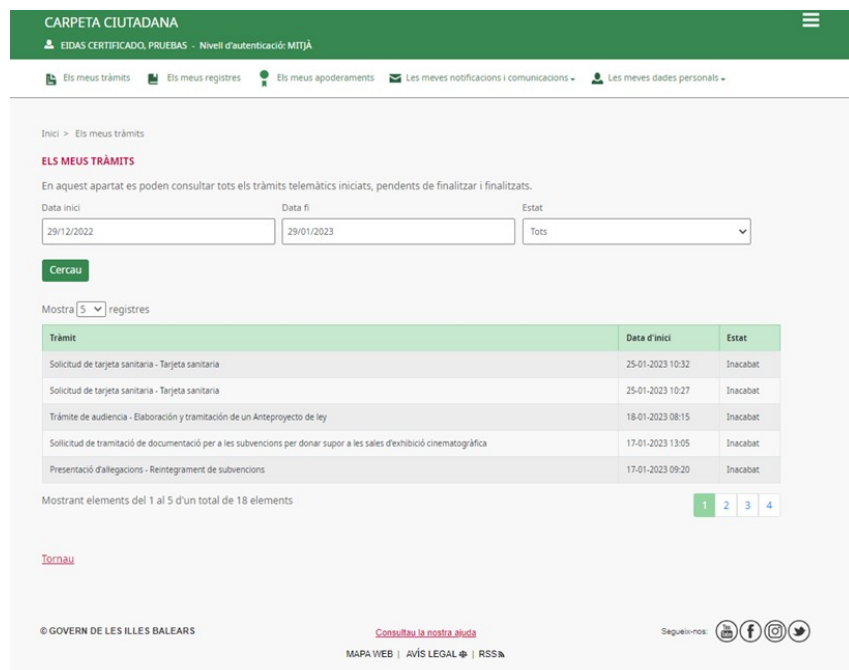 CARPETA CIUTADANA
EIDAS CERTIFICADO, PRUEBAS - Nivell d'autenticació: MITJÀ
Els meus tràmits Els meus registres Els meus apoderaments Les meves notificacions i comunicacions Les meves dades personals
Inici > Els meus tràmits
ELS MEUS TRÀMITS
En aquest apartat es poden consultar tots els tràmits telemàtics iniciats, pendents de finalitzar i finalitzats.
Data inici Data fi Estat
29/12/2022 29/01/2023 Tots
Cercau
Mostra 5 registres
Tràmit Data d'inici Estat
Solicitud de tarjeta sanitaria - Tarjeta sanitaria 25-01-2023 10:32 Inacabat
Solicitud de tarjeta sanitaria - Tarjeta sanitaria 25-01-2023 10:27 Inacabat
Trámite de audiencia - Elaboración y tramitación de un Anteproyecto de ley 18-01-2023 08:15 Inacabat
Sol·licitud de tramitació de documentació per a les subvencions per donar supor a les sales d'exhibició cinematogràfica 17-01-2023 13:05 Inacabat
Presentació d'al·legacions - Reintegrament de subvencions 17-01-2023 09:20 Inacabat
Mostrant elements del 1 al 5 d'un total de 18 elements 1 2 3 4
Tornau
© GOVERN DE LES ILLES BALEARS Consultau la nostra ajuda Segueix-nos: You Tube
MAPA WEB | AVÍS LEGAL | RSS